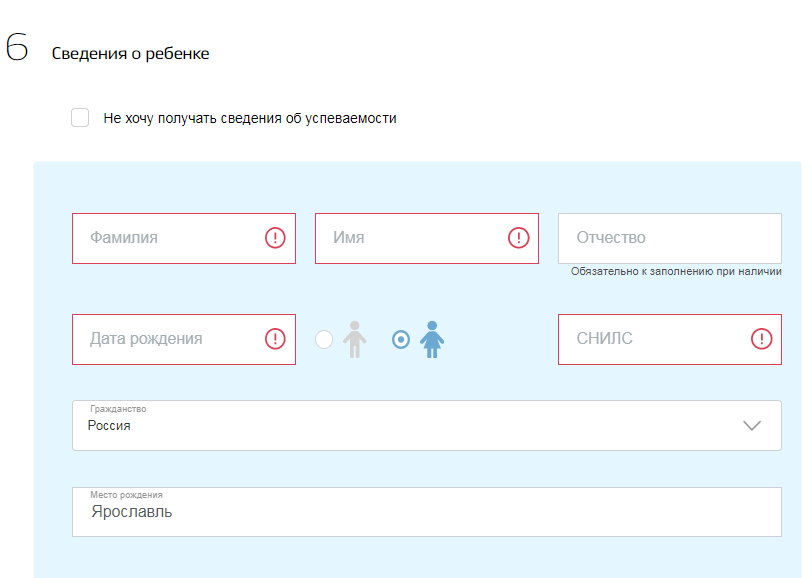 6 Сведения о ребенке
Не хочу получать сведения об успеваемости
Фамилия
Имя
Отчество
Обязательно к заполнению при наличии
Дата рождения
СНИЛС
Гражданство
Россия
Место рождения
Ярославль